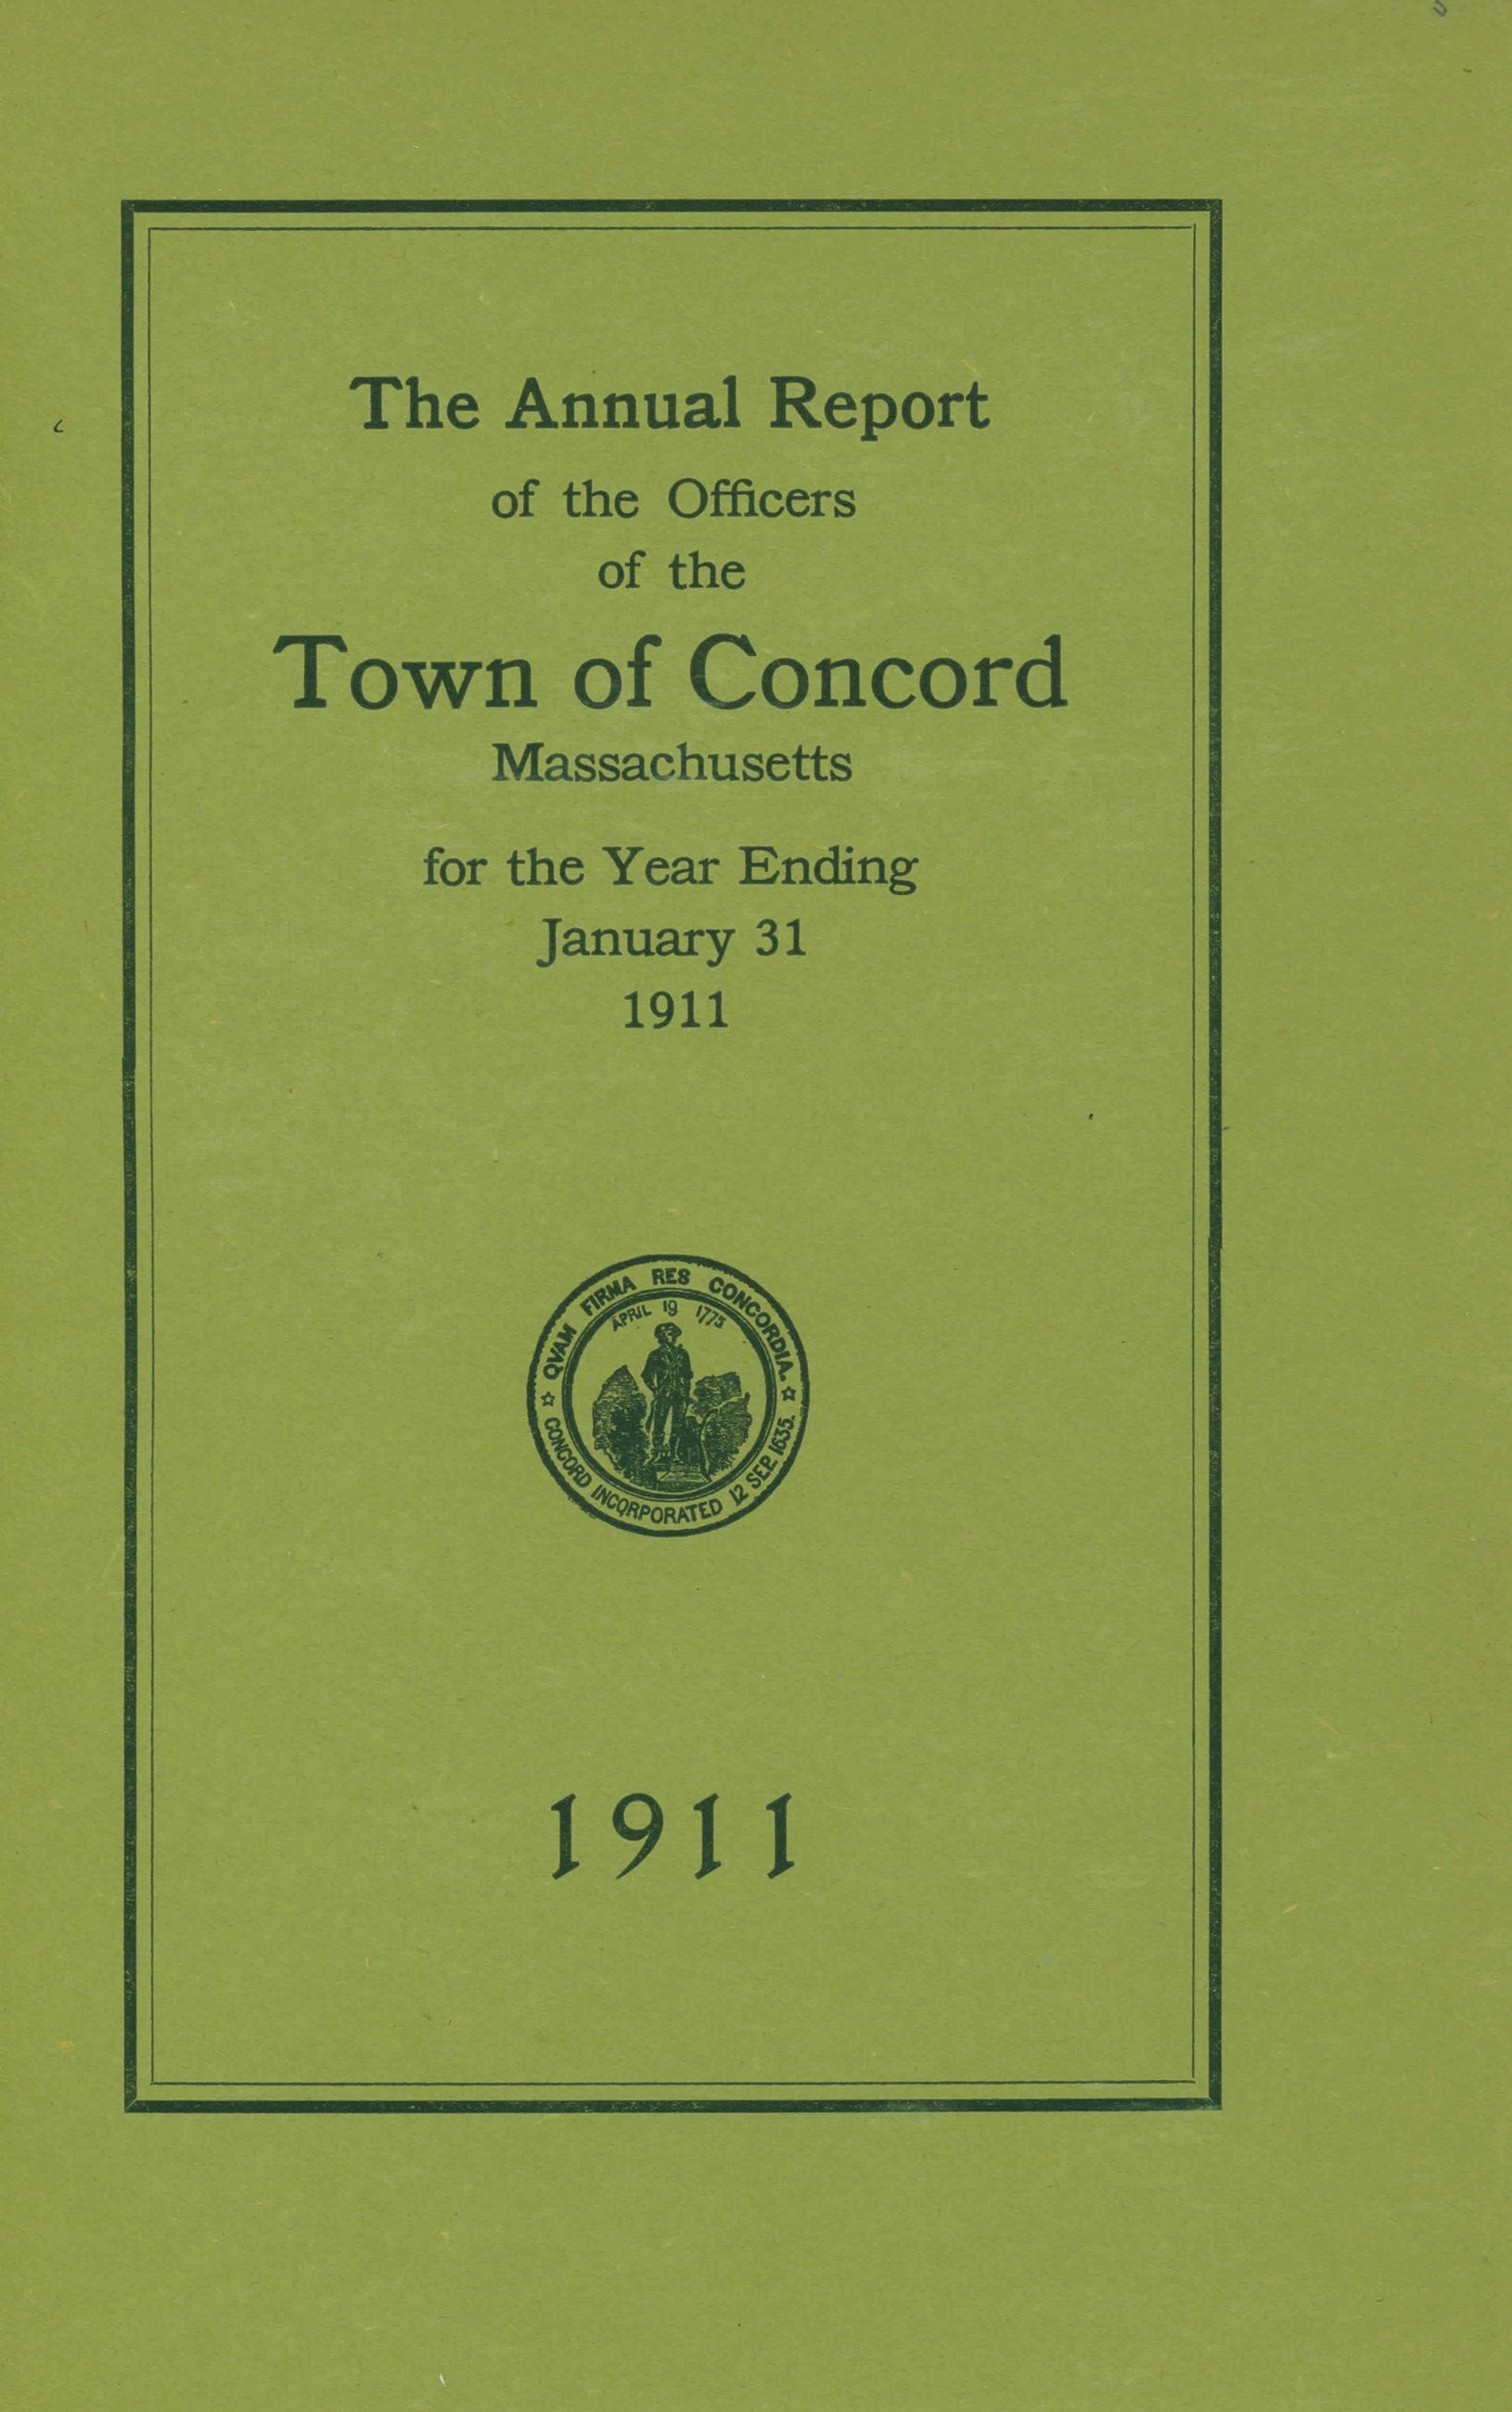 The Annual Report
of the Officers
of the
Town of Concord
Massachusetts
for the Year Ending
January 31
1911
QVAM FIRMA RES CONCORDIA.
APRIL 19 1775
CONCORD INCORPORATED 12 SEP. 1635.
1911